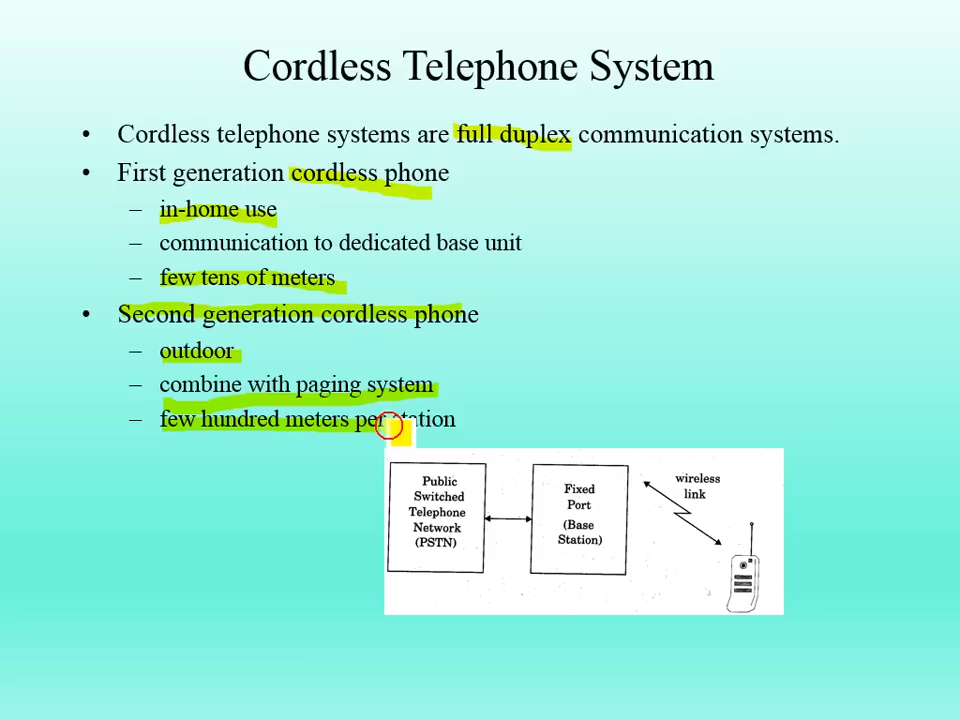 Cordless Telephone System
• Cordless telephone systems are full duplex communication systems.
• First generation cordless phone
– in-home use
– communication to dedicated base unit
– few tens of meters
• Second generation cordless phone
– outdoor
– combine with paging system
– few hundred meters per station
Public
Switched
Telephone
Network
(PSTN)
Fixed
Port
(Base
Station)
wireless
link